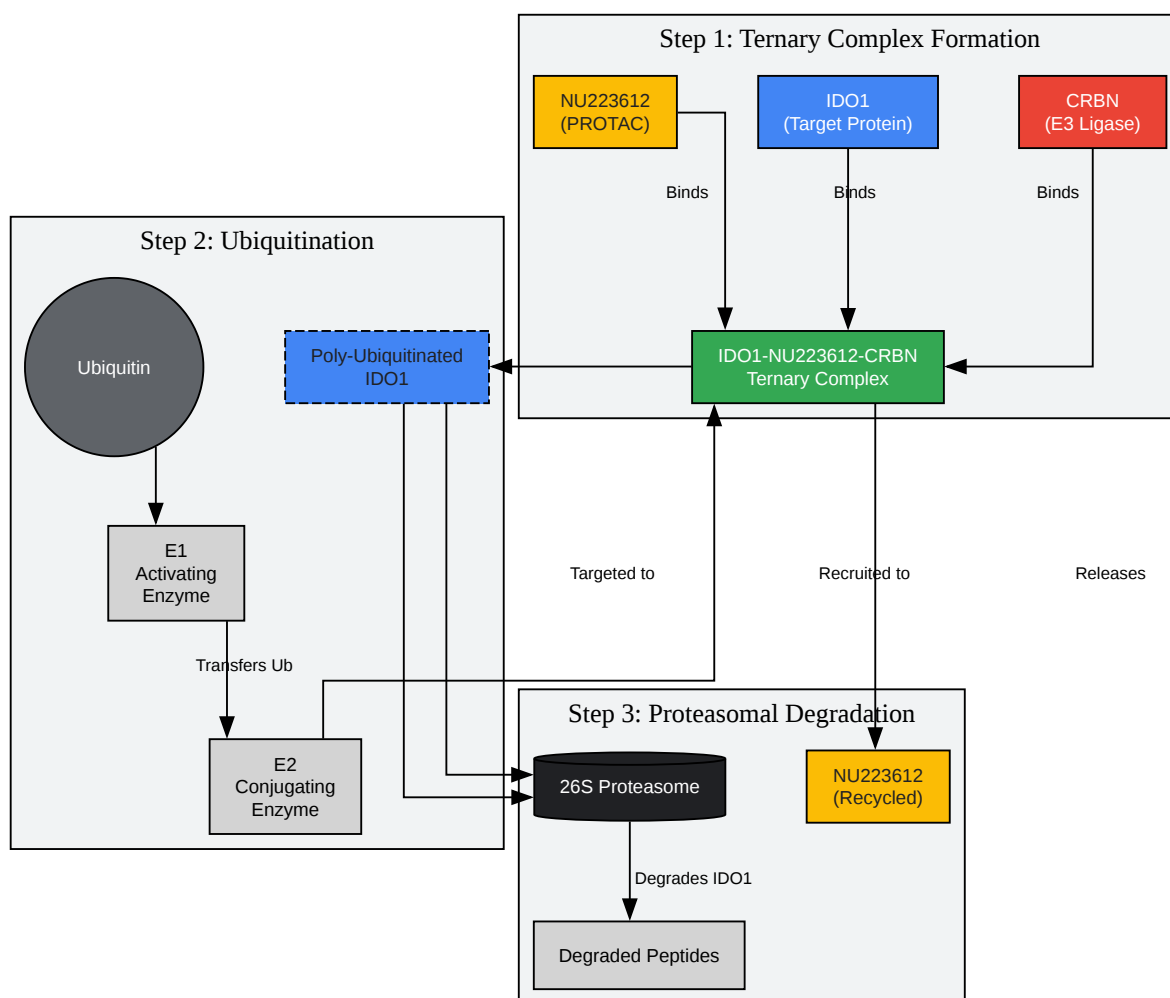 Step 1: Ternary Complex Formation
NU223612
(PROTAC)
IDO1
(Target Protein)
CRBN
(E3 Ligase)
Binds
Binds
Binds
IDO1-NU223612-CRBN
Ternary Complex
Step 2: Ubiquitination
Ubiquitin
Poly-Ubiquitinated
IDO1
E1
Activating
Enzyme
Transfers Ub
E2
Conjugating
Enzyme
Targeted to
Recruited to
Releases
Step 3: Proteasomal Degradation
26S Proteasome
NU223612
(Recycled)
Degrades IDO1
Degraded Peptides